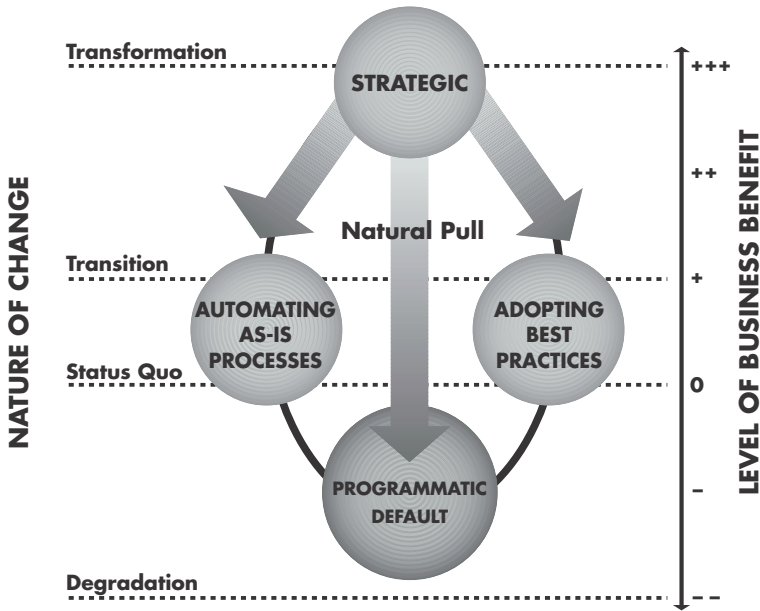 Transformation
+++
STRATEGIC
++
NATURE OF CHANGE
LEVEL OF BUSINESS BENEFIT
Natural Pull
Transition
+
AUTOMATING
AS-IS
PROCESSES
ADOPTING
BEST
PRACTICES
Status Quo
0
PROGRAMMATIC
DEFAULT
–
Degradation
– –